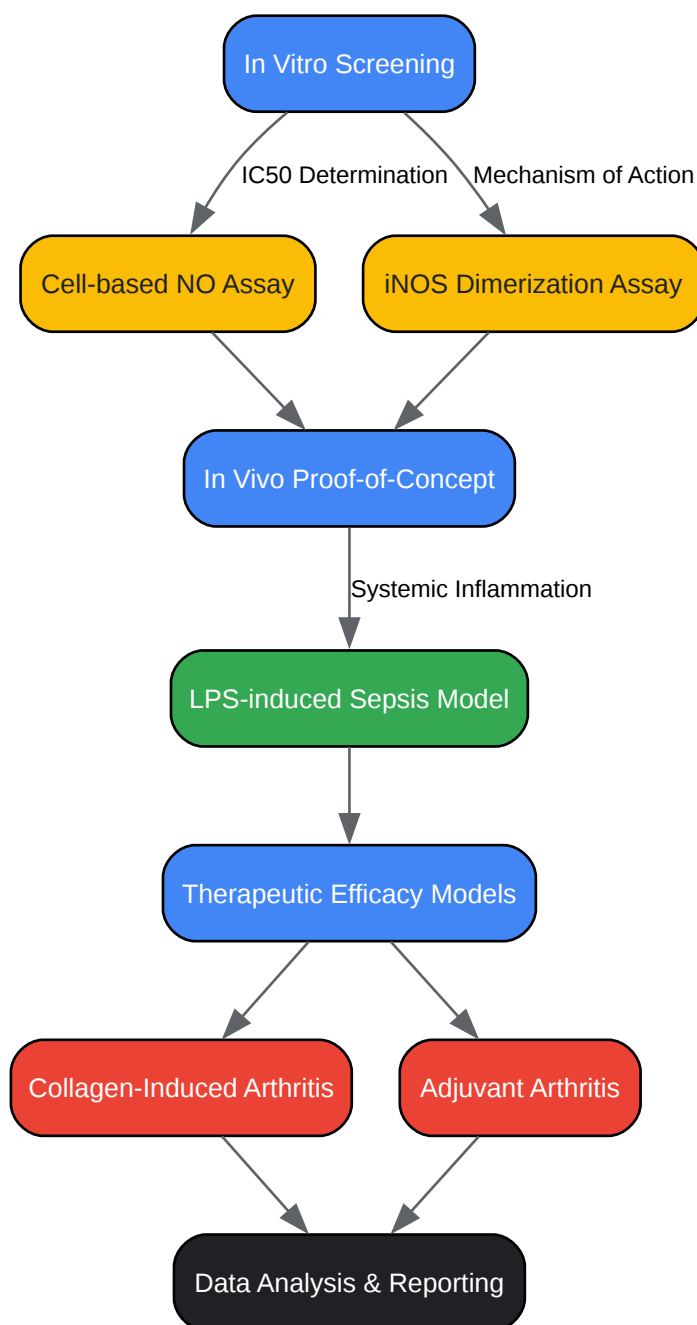 In Vitro Screening
IC50 Determination
Mechanism of Action
Cell-based NO Assay
iNOS Dimerization Assay
In Vivo Proof-of-Concept
Systemic Inflammation
LPS-induced Sepsis Model
Therapeutic Efficacy Models
Collagen-Induced Arthritis
Adjuvant Arthritis
Data Analysis & Reporting